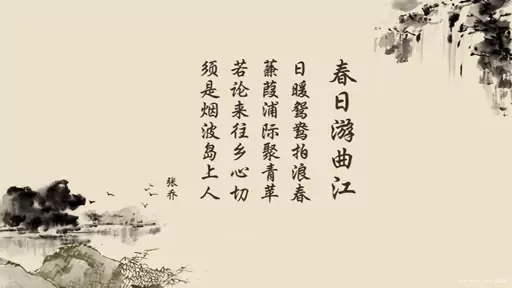 春日游曲江
日暖鸳鸯拍浪春
蒹葭浦际聚青苹
若论来往乡心切
须是烟波岛上人
张乔